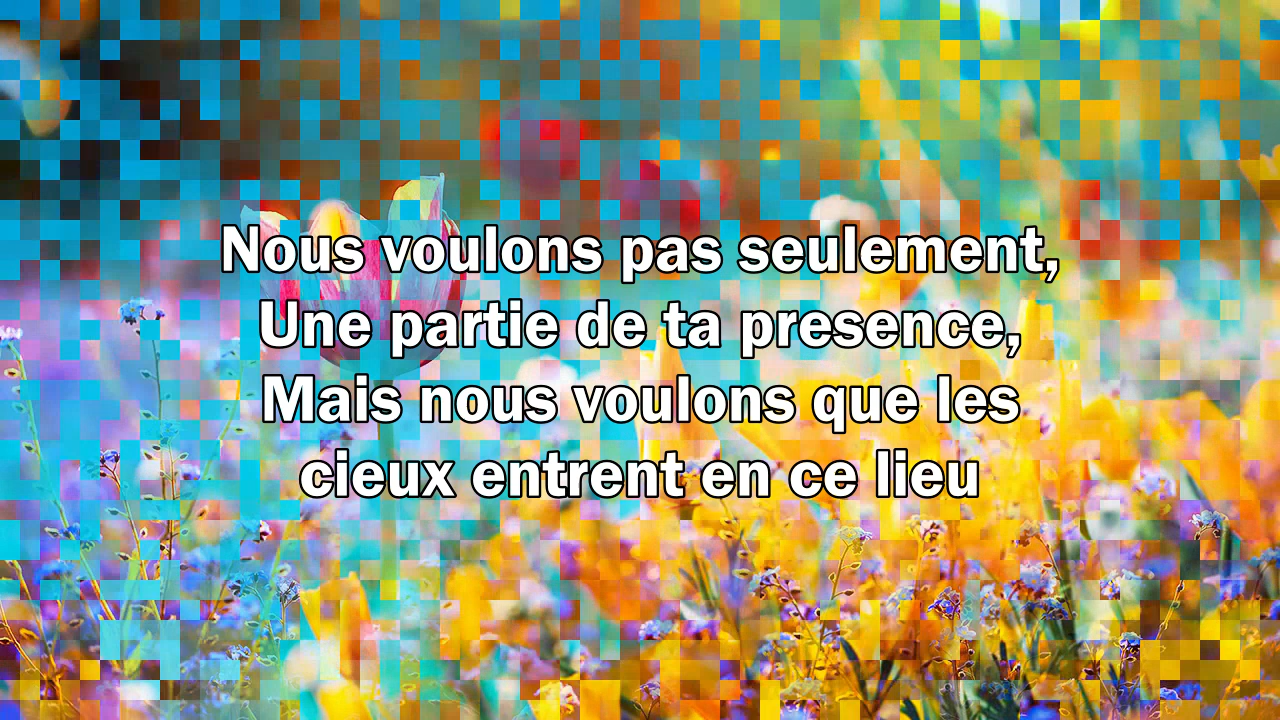 Nous voulons pas seulement,
Une partie de ta presence,
Mais nous voulons que les
cieux entrent en ce lieu